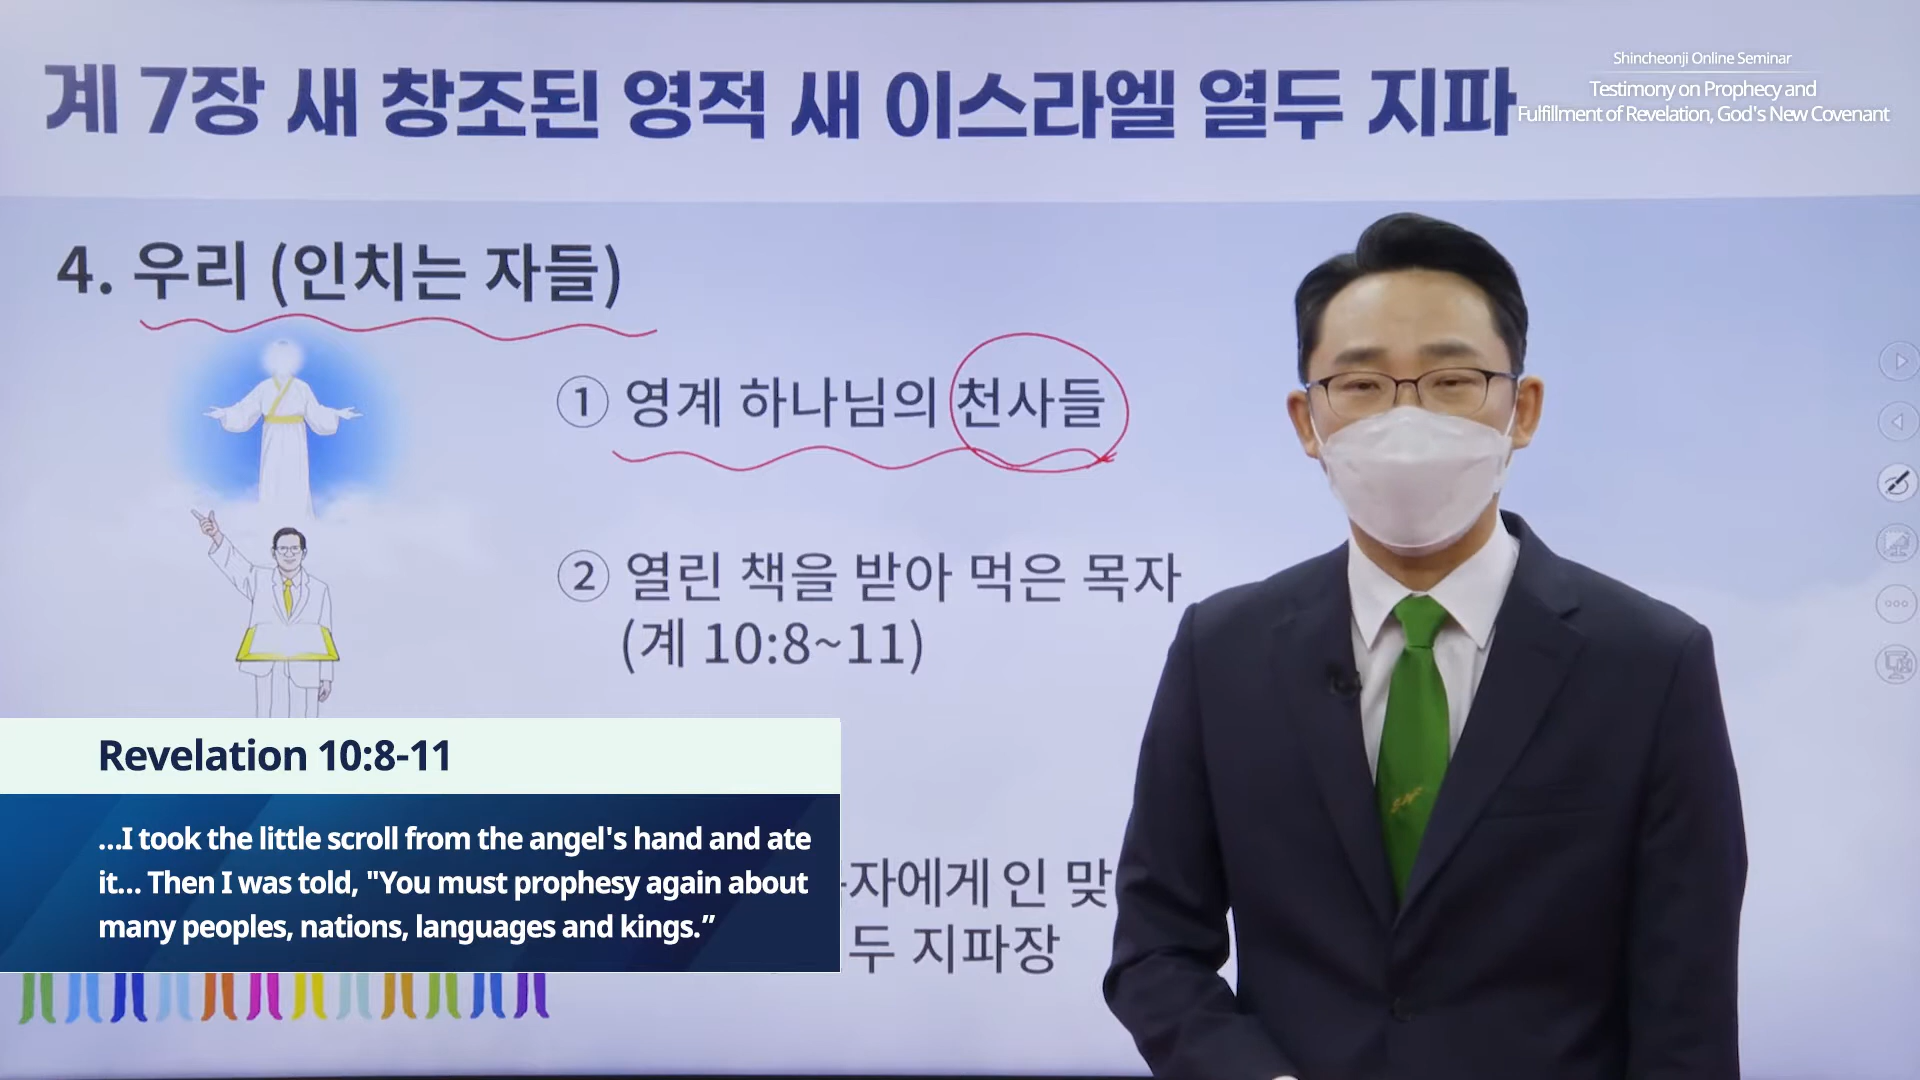 계 7장 새 창조된 영적 새 이스라엘 열두 지파
Shincheonji Online Seminar
Testimony on Prophecy and
Fulfillment of Revelation, God's New Covenant
4. 우리 (인치는 자들)
① 영계 하나님의 천사들
② 열린 책을 받아 먹은 목자
(계 10:8~11)
Revelation 10:8-11
...I took the little scroll from the angel's hand and ate
it... Then I was told, "You must prophesy again about
many peoples, nations, languages and kings.”
자에게 인 맞
두 지파장